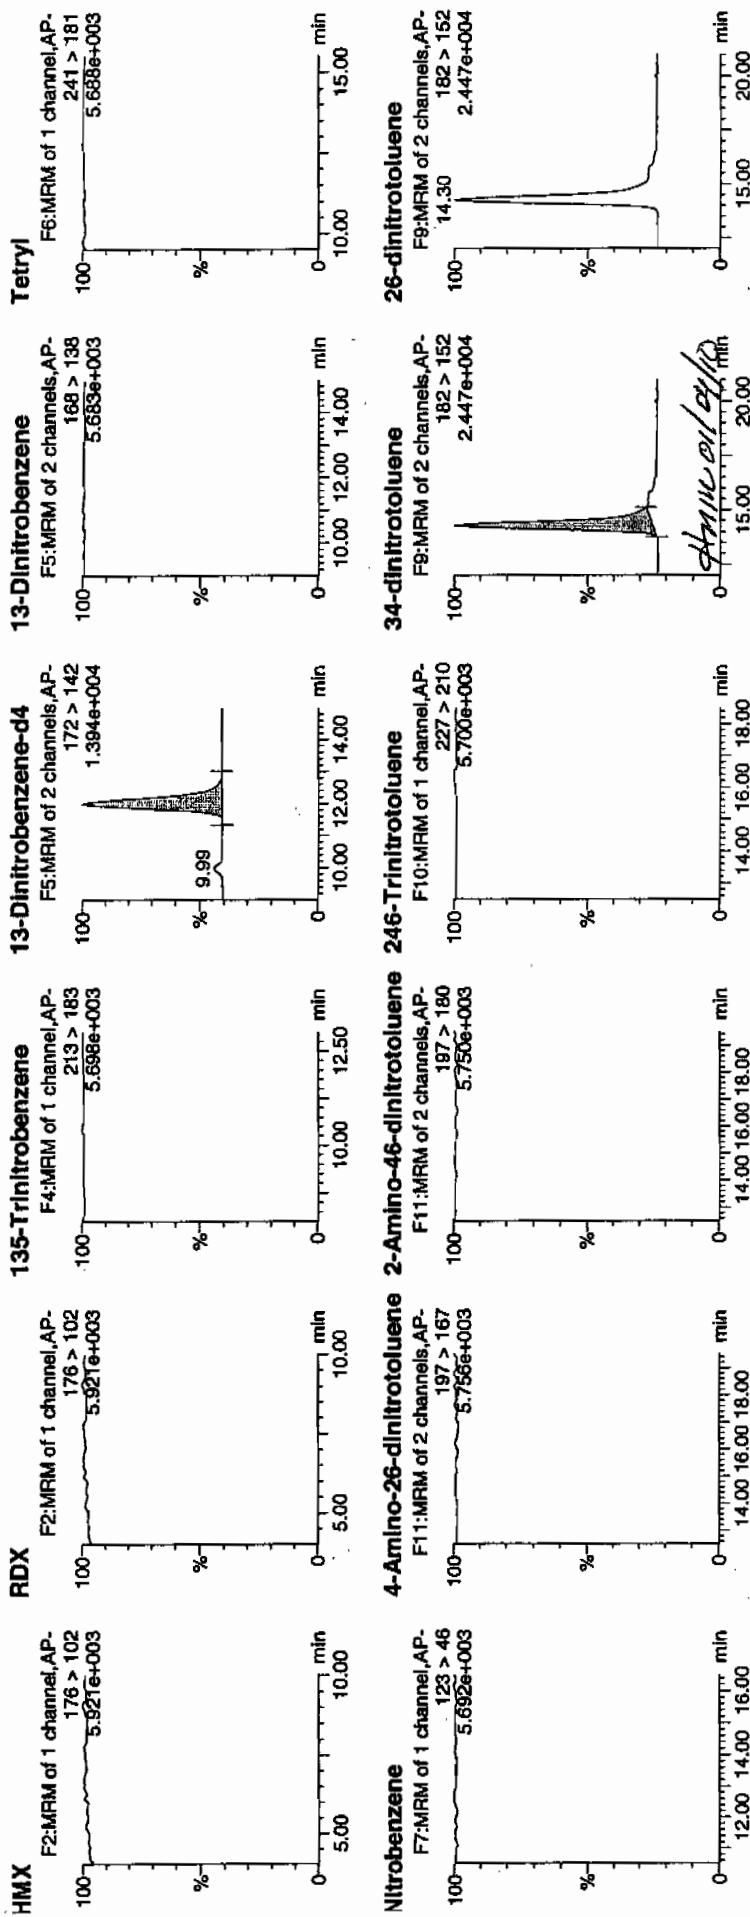 HMX
F2:MRM of 1 channel,AP-
176 > 102
5.921e+003
100
%
0
5.00
10.00
min
RDX
F2:MRM of 1 channel,AP-
176 > 102
5.921e+003
100
%
0
5.00
10.00
min
135-Trinitrobenzene
F4:MRM of 1 channel,AP-
213 > 183
5.698e+003
100
%
0
10.00
12.50
min
13-Dinitrobenzene-d4
F5:MRM of 2 channels,AP-
172 > 142
1.394e+004
100
9.99
%
0
10.00
12.00
14.00
min
13-Dinitrobenzene
F5:MRM of 2 channels,AP-
168 > 138
5.683e+003
100
%
0
10.00
12.00
14.00
min
Tetryl
F6:MRM of 1 channel,AP-
241 > 181
5.688e+003
100
%
0
10.00
15.00
min
Nitrobenzene
F7:MRM of 1 channel,AP-
123 > 46
5.692e+003
100
%
0
12.00
14.00
16.00
min
4-Amino-26-dinitrotoluene
F11:MRM of 2 channels,AP-
197 > 167
5.756e+003
100
%
0
14.00
16.00
18.00
min
2-Amino-46-dinitrotoluene
F11:MRM of 2 channels,AP-
197 > 180
5.750e+003
100
%
0
14.00
16.00
18.00
min
246-Trinitrotoluene
F10:MRM of 1 channel,AP-
227 > 210
5.700e+003
100
%
0
14.00
16.00
18.00
min
34-dinitrotoluene
F9:MRM of 2 channels,AP-
182 > 152
2.447e+004
100
%
0
15.00
20.00
min
26-dinitrotoluene
F9:MRM of 2 channels,AP-
182 > 152
2.447e+004
14.30
100
%
0
15.00
20.00
min